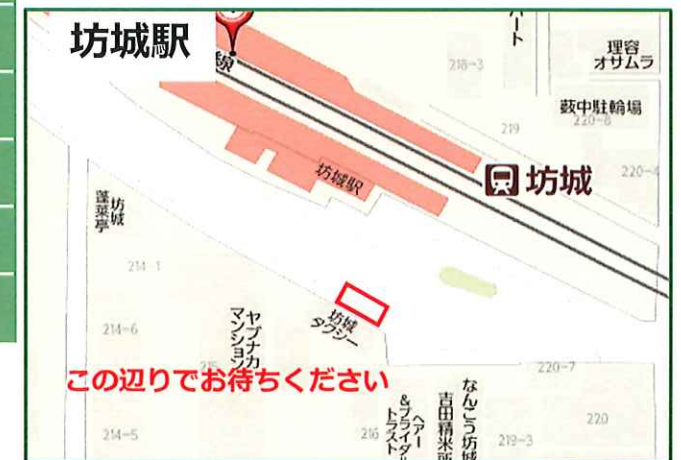 坊城駅
線
ート
理容
オサムラ
藪中駐輪場
218-3
219
220-8
220-4
坊城駅
坊城
坊城
蓬莱亭
214-1
214-6
ヤブナカ
マンション
215
坊城
タクシー
この辺りでお待ちください
214-5
216
ヘアー
&ブライダル
トラスト
なんごう坊城
吉田精米所
219-3
220-7
220